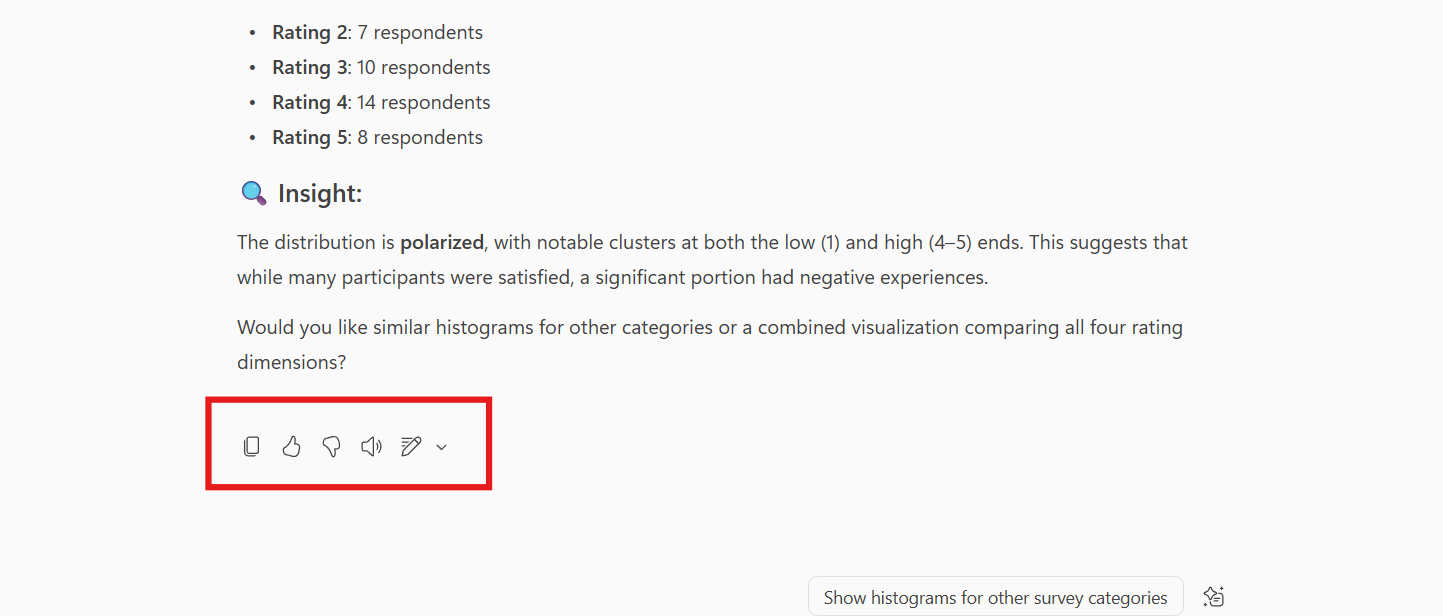 Rating 2: 7 respondents
Rating 3: 10 respondents
Rating 4: 14 respondents
Rating 5: 8 respondents
Insight:
The distribution is polarized, with notable clusters at both the low (1) and high (4–5) ends. This suggests that
while many participants were satisfied, a significant portion had negative experiences.
Would you like similar histograms for other categories or a combined visualization comparing all four rating
dimensions?
Show histograms for other survey categories